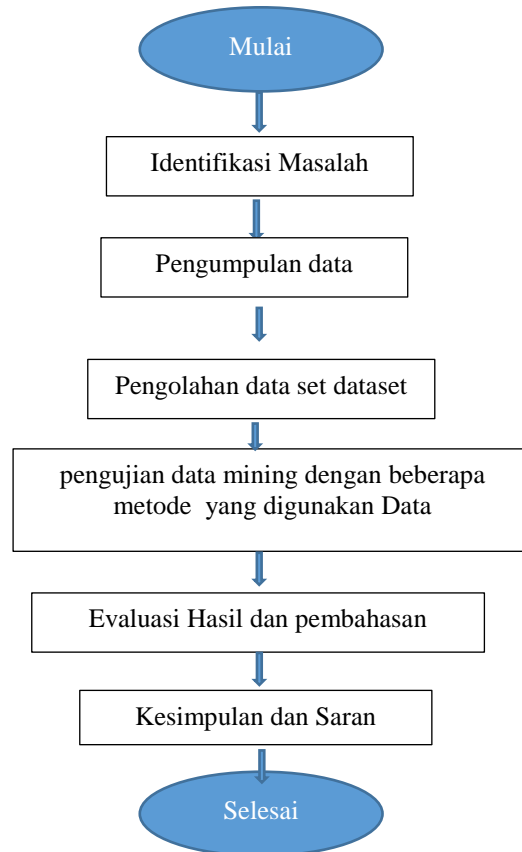 Mulai
Identifikasi Masalah
Pengumpulan data
Pengolahan data set dataset
pengujian data mining dengan beberapa
metode yang digunakan Data
Evaluasi Hasil dan pembahasan
Kesimpulan dan Saran
Selesai